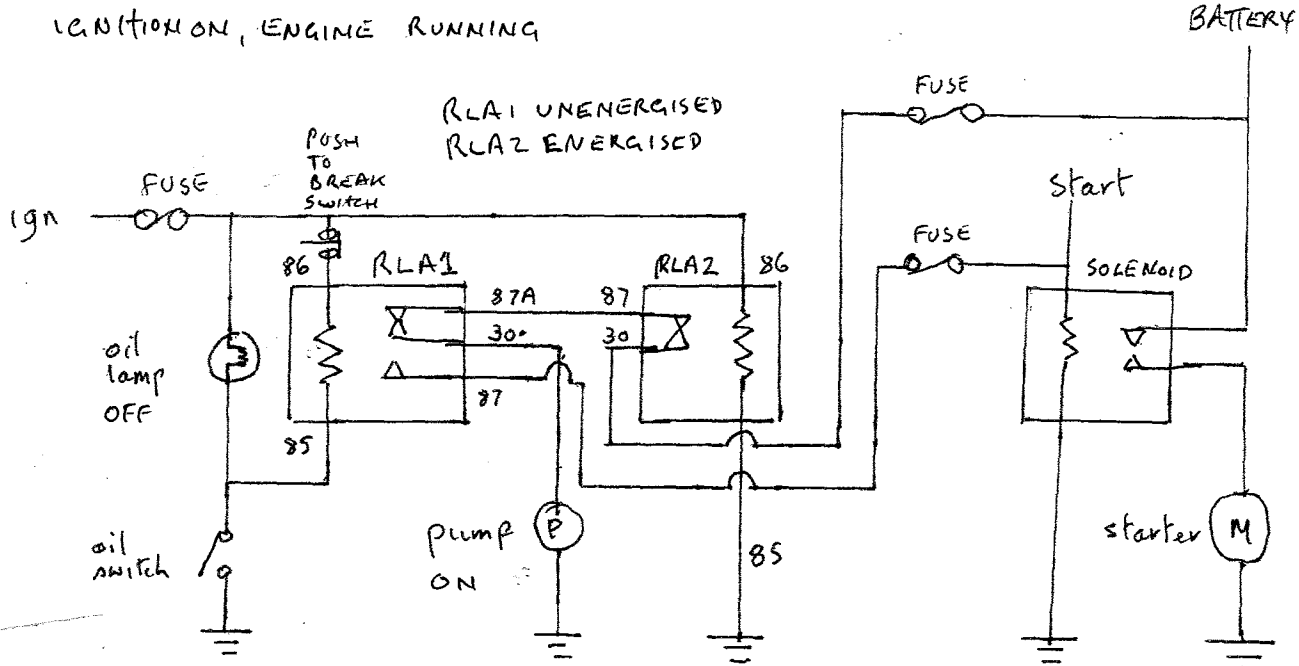 IGNITION ON, ENGINE RUNNING
BATTERY
RLA1 UNENERGISED
RLA2 ENERGISED
FUSE
PUSH
TO
BREAK
SWITCH
FUSE
Start
ign
FUSE
86
RLA1
RLA2
86
SOLENOID
87A
87
30
30
oil
lamp
OFF
87
85
pump
ON
P
oil
switch
85
starter
M